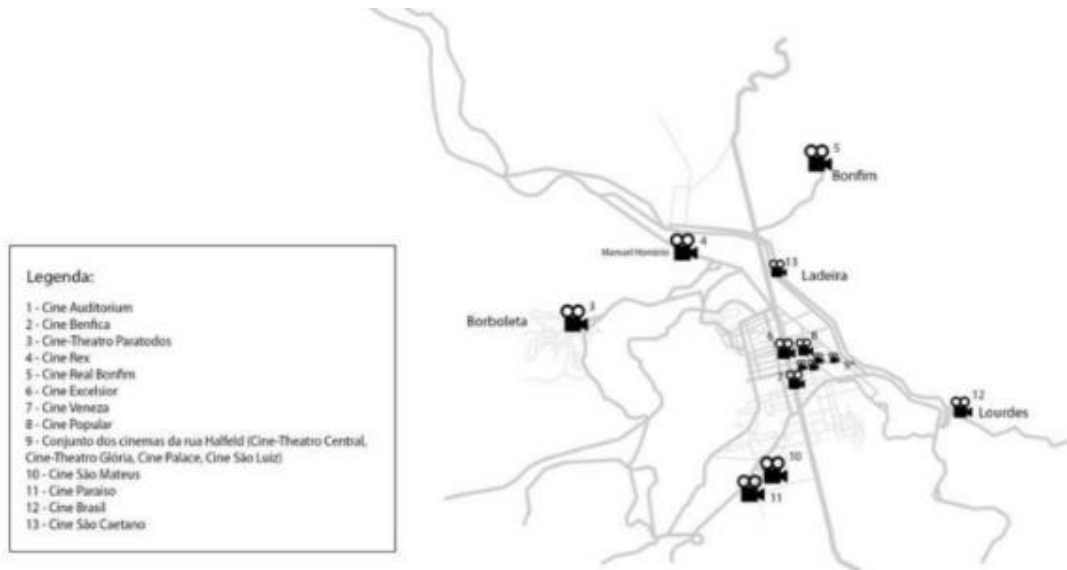 5
Bonfim
4
Manuel Honório
13
Ladeira
3
Borboleta
6
8
7
9
12
Lourdes
10
11
Legenda:
1 - Cine Auditorium
2 - Cine Benfica
3 - Cine-Theatro Paratodos
4 - Cine Rex
5 - Cine Real Bonfim
6 - Cine Excelsior
7 - Cine Veneza
8 - Cine Popular
9 - Conjunto dos cinemas da rua Halfeld (Cine-Theatro Central,
Cine-Theatro Glória, Cine Palace, Cine São Luiz)
10 - Cine São Mateus
11 - Cine Paraiso
12 - Cine Brasil
13 - Cine São Caetano